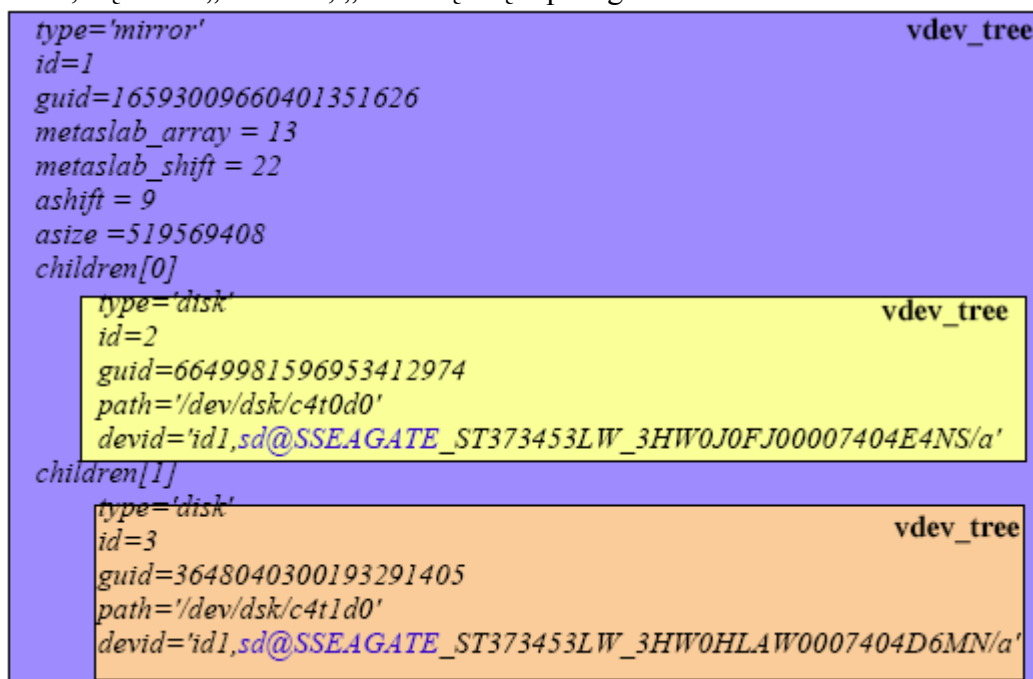 type='mirror' vdev_tree
id=1
guid=16593009660401351626
metaslab_array = 13
metaslab_shift = 22
ashift = 9
asize =519569408
children[0]
type='disk' vdev_tree
id=2
guid=6649981596953412974
path='/dev/dsk/c4t0d0'
devid='id1,sd@SSEAGATE_ST373453LW_3HW0J0FJ00007404E4NS/a'
children[1]
type='disk' vdev_tree
id=3
guid=3648040300193291405
path='/dev/dsk/c4t1d0'
devid='id1,sd@SSEAGATE_ST373453LW_3HW0HLAW0007404D6MN/a'